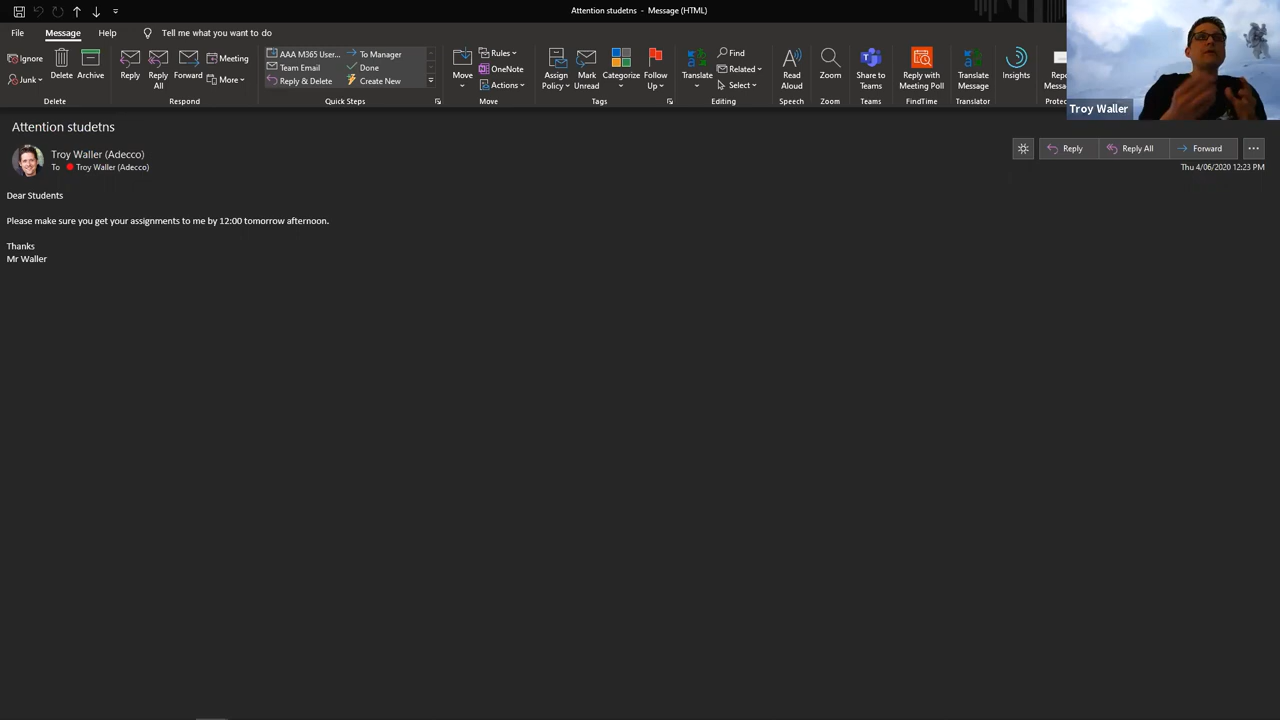 Attention studetns - Message (HTML)
File Message Help Tell me what you want to do
Ignore
Junk
Delete
Archive
Delete
Reply
Reply All
Forward
Meeting
More
Respond
AAA M365 User...
To Manager
Team Email
Done
Reply & Delete
Create New
Quick Steps
Move
Rules
OneNote
Actions
Move
Assign Policy
Mark Unread
Categorize
Follow Up
Tags
Translate
Find
Related
Select
Editing
Read Aloud
Speech
Zoom
Zoom
Share to Teams
Teams
Reply with Meeting Poll
FindTime
Translate Message
Translator
Insights
Troy Waller
Attention studetns
Troy Waller (Adecco)
To Troy Waller (Adecco)
Reply
Reply All
Forward
Thu 4/06/2020 12:23 PM
Dear Students
Please make sure you get your assignments to me by 12:00 tomorrow afternoon.
Thanks
Mr Waller